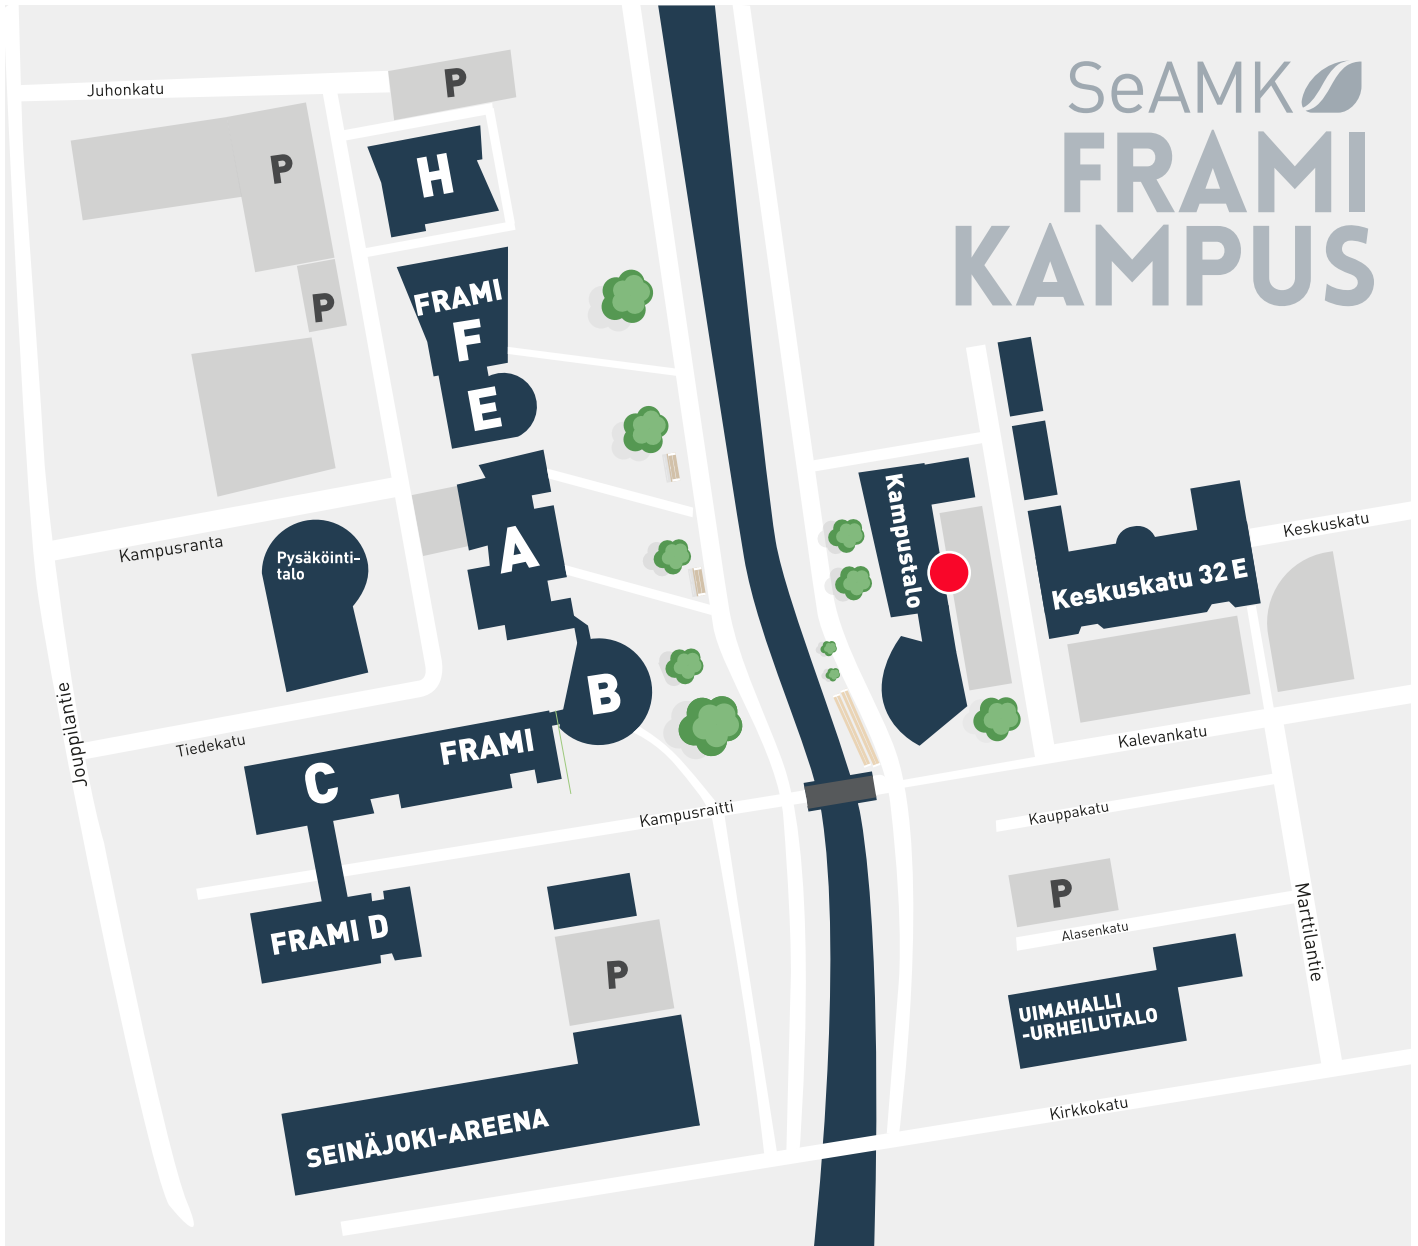 SeAMK
FRAMI
KAMPUS
Juhonkatu
P
P
H
P
FRAMI
F
E
A
Kampusranta
Pysäköinti-
talo
Kampustalo
Keskuskatu
Keskuskatu 32 E
B
Jouppilantie
Tiedekatu
FRAMI
C
Kalevankatu
Kampusraitti
Kauppakatu
P
Marttilantie
FRAMI D
Alasenkatu
P
UIMAHALLI
-URHEILUTALO
SEINÄJOKI-AREENA
Kirkkokatu